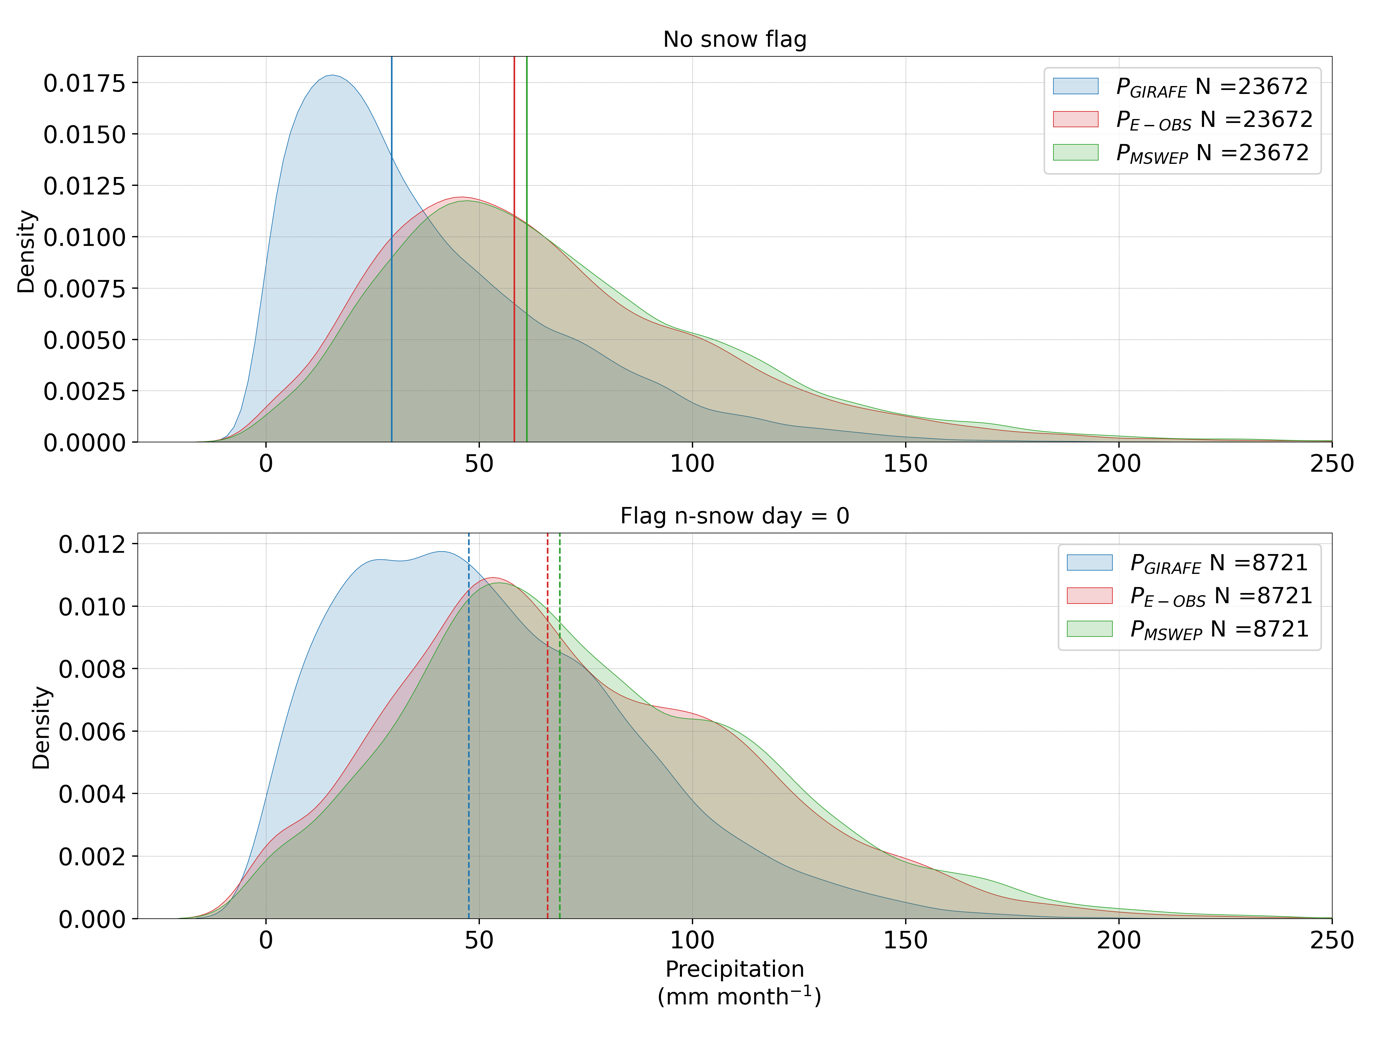 No snow flag
Density
0.0175
0.0150
0.0125
0.0100
0.0075
0.0050
0.0025
0.0000
P_GIRAFE N =23672
P_E−OBS N =23672
P_MSWEP N =23672
0 50 100 150 200 250
Flag n-snow day = 0
Density
0.012
0.010
0.008
0.006
0.004
0.002
0.000
P_GIRAFE N =8721
P_E−OBS N =8721
P_MSWEP N =8721
0 50 100 150 200 250
Precipitation
(mm month⁻¹)